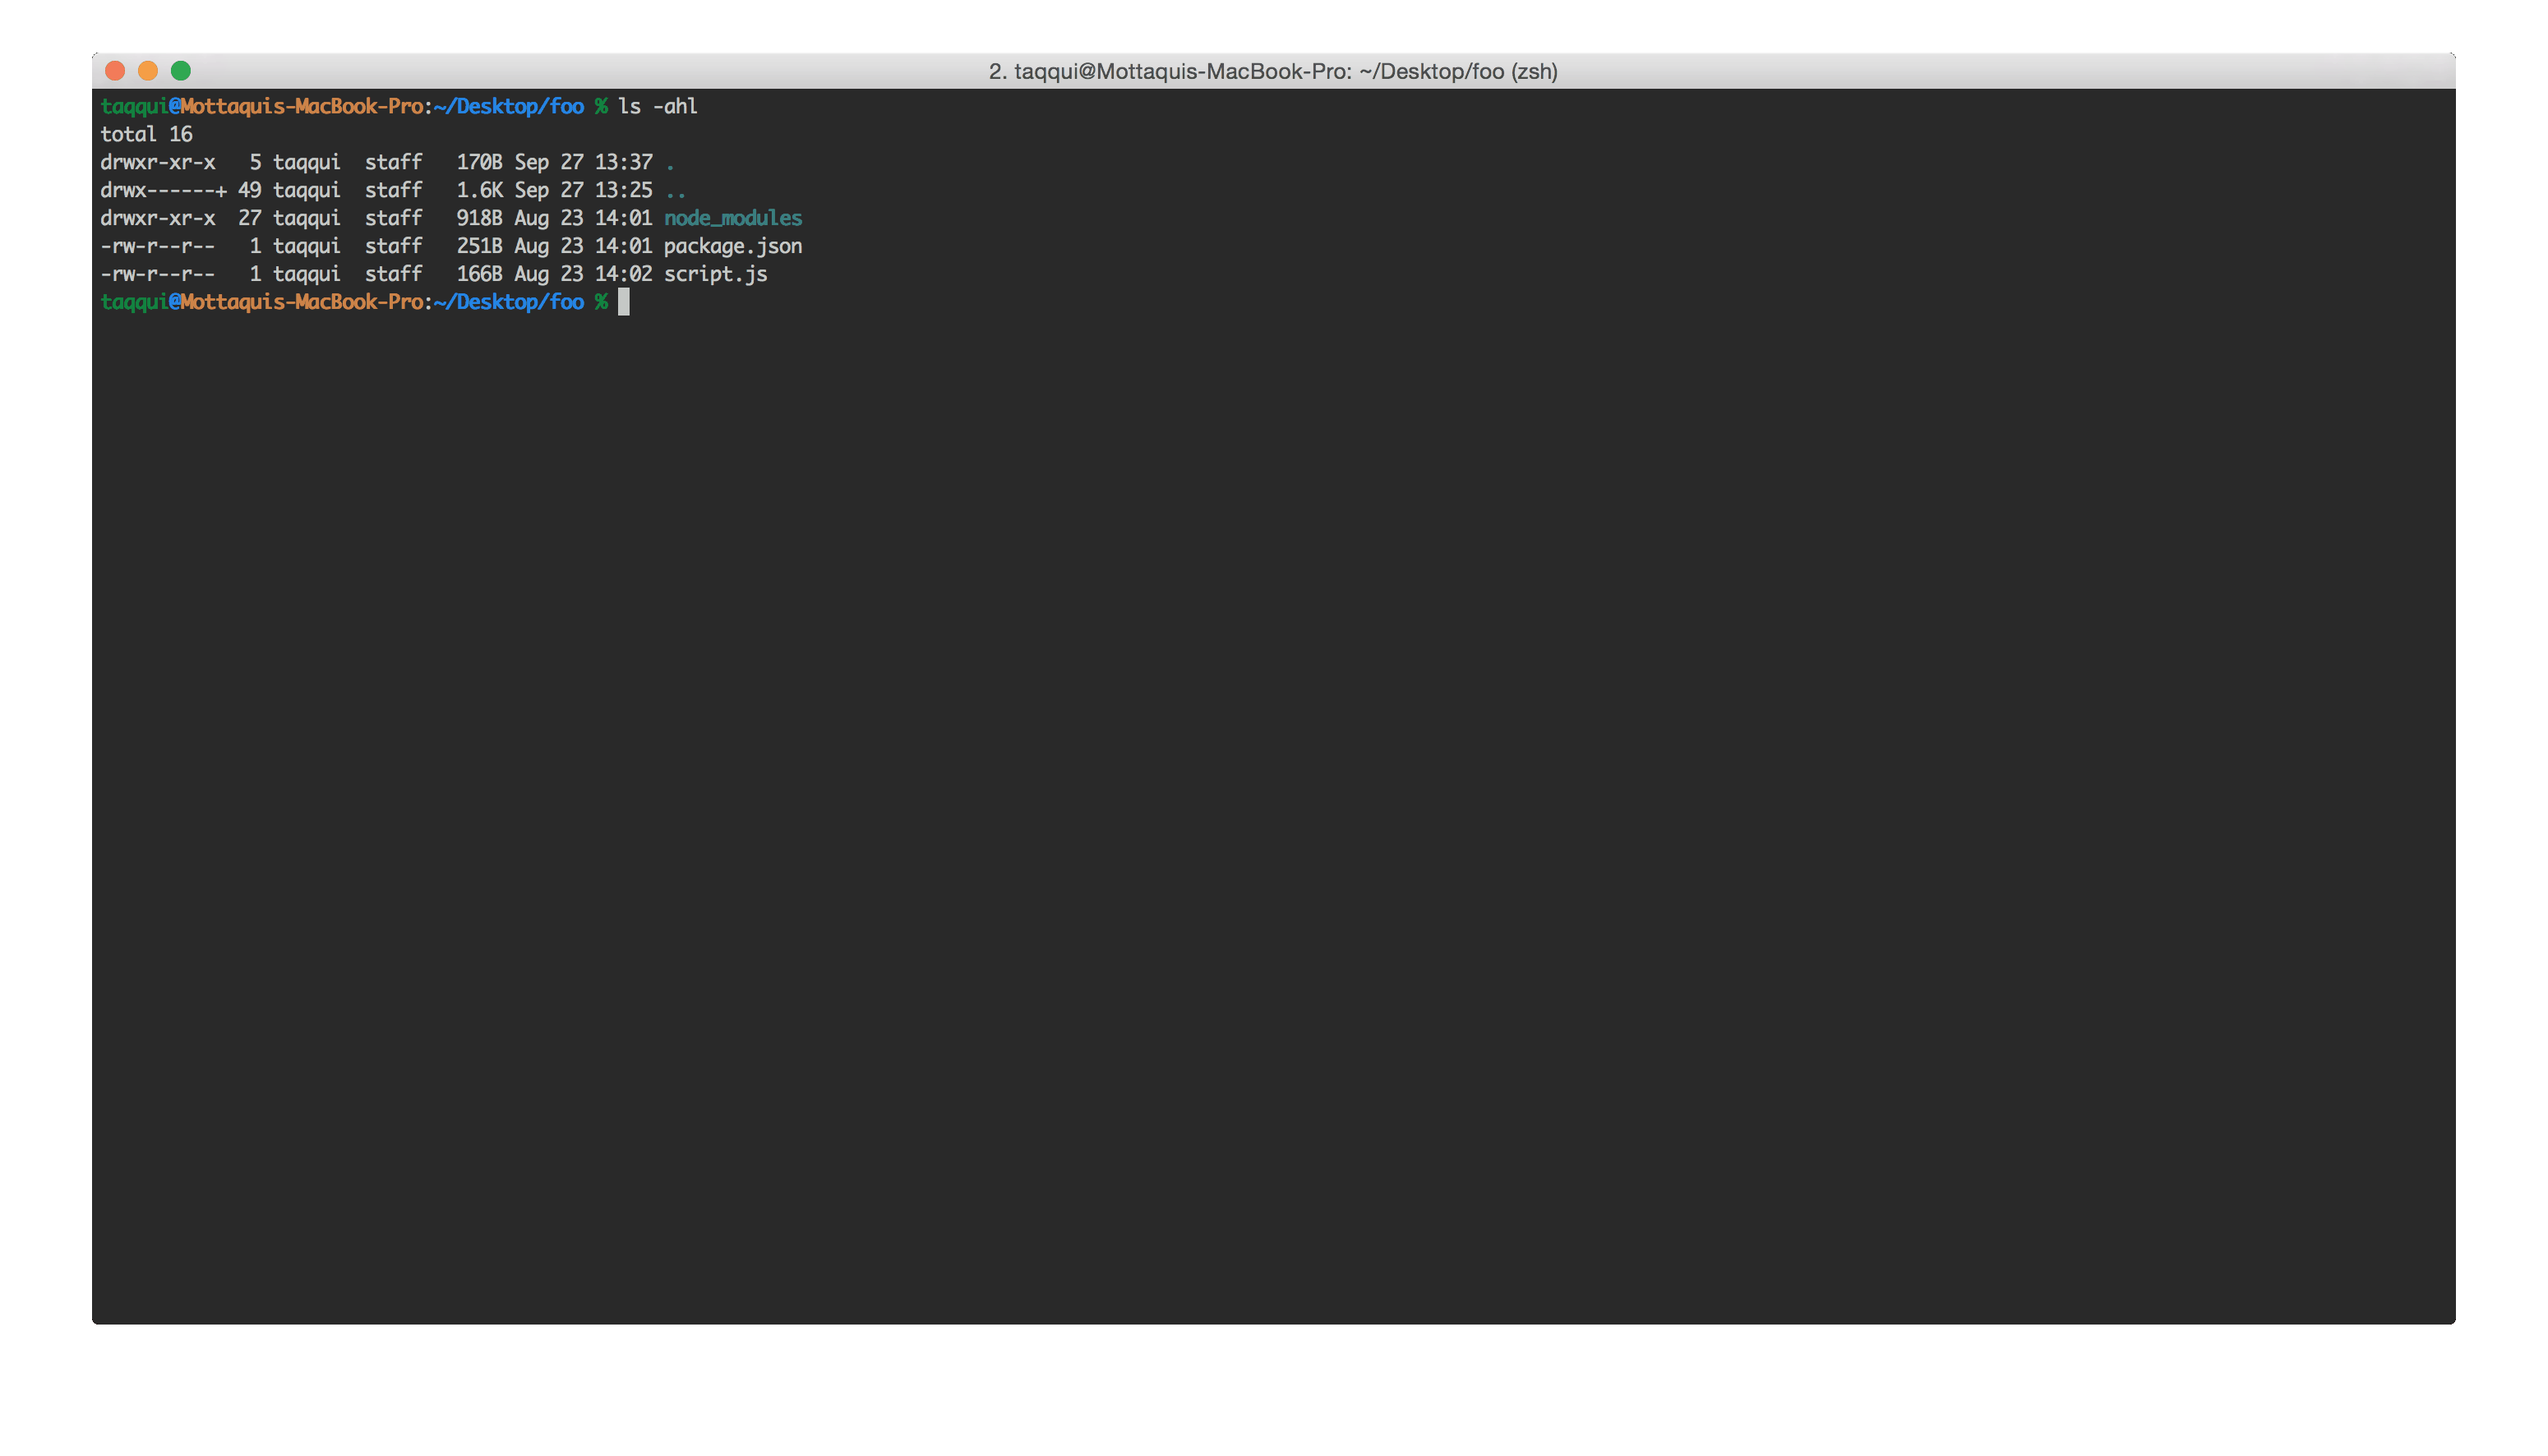 2. taqqui@Mottaquis-MacBook-Pro: ~/Desktop/foo (zsh)
taqqui@Mottaquis-MacBook-Pro:~/Desktop/foo % ls -ahl
total 16
drwxr-xr-x   5 taqqui  staff   170B Sep 27 13:37 .
drwx------+ 49 taqqui  staff   1.6K Sep 27 13:25 ..
drwxr-xr-x  27 taqqui  staff   918B Aug 23 14:01 node_modules
-rw-r--r--   1 taqqui  staff   251B Aug 23 14:01 package.json
-rw-r--r--   1 taqqui  staff   166B Aug 23 14:02 script.js
taqqui@Mottaquis-MacBook-Pro:~/Desktop/foo %